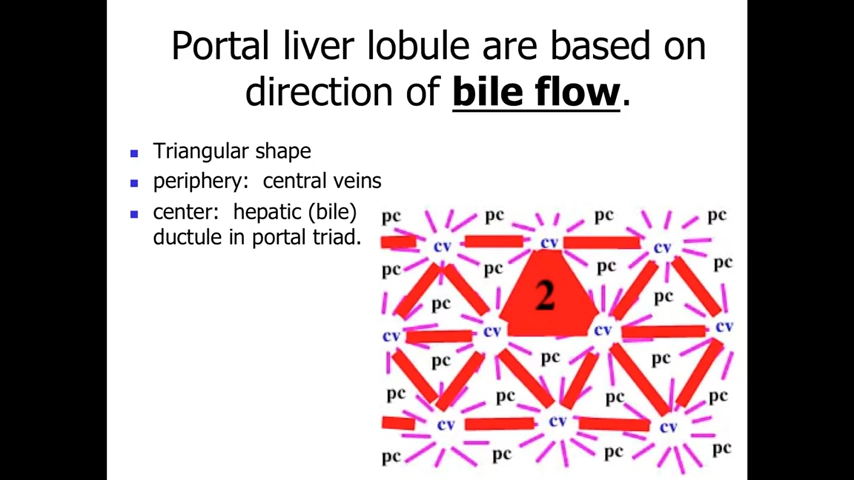 Portal liver lobule are based on
direction of bile flow.
Triangular shape
periphery: central veins
center: hepatic (bile)
ductule in portal triad.
pc pc pc pc
cv cv cv
pc pc pc pc
2
pc pc
cv cv cv cv
pc pc pc
pc pc pc pc
cv cv cv
pc pc pc pc